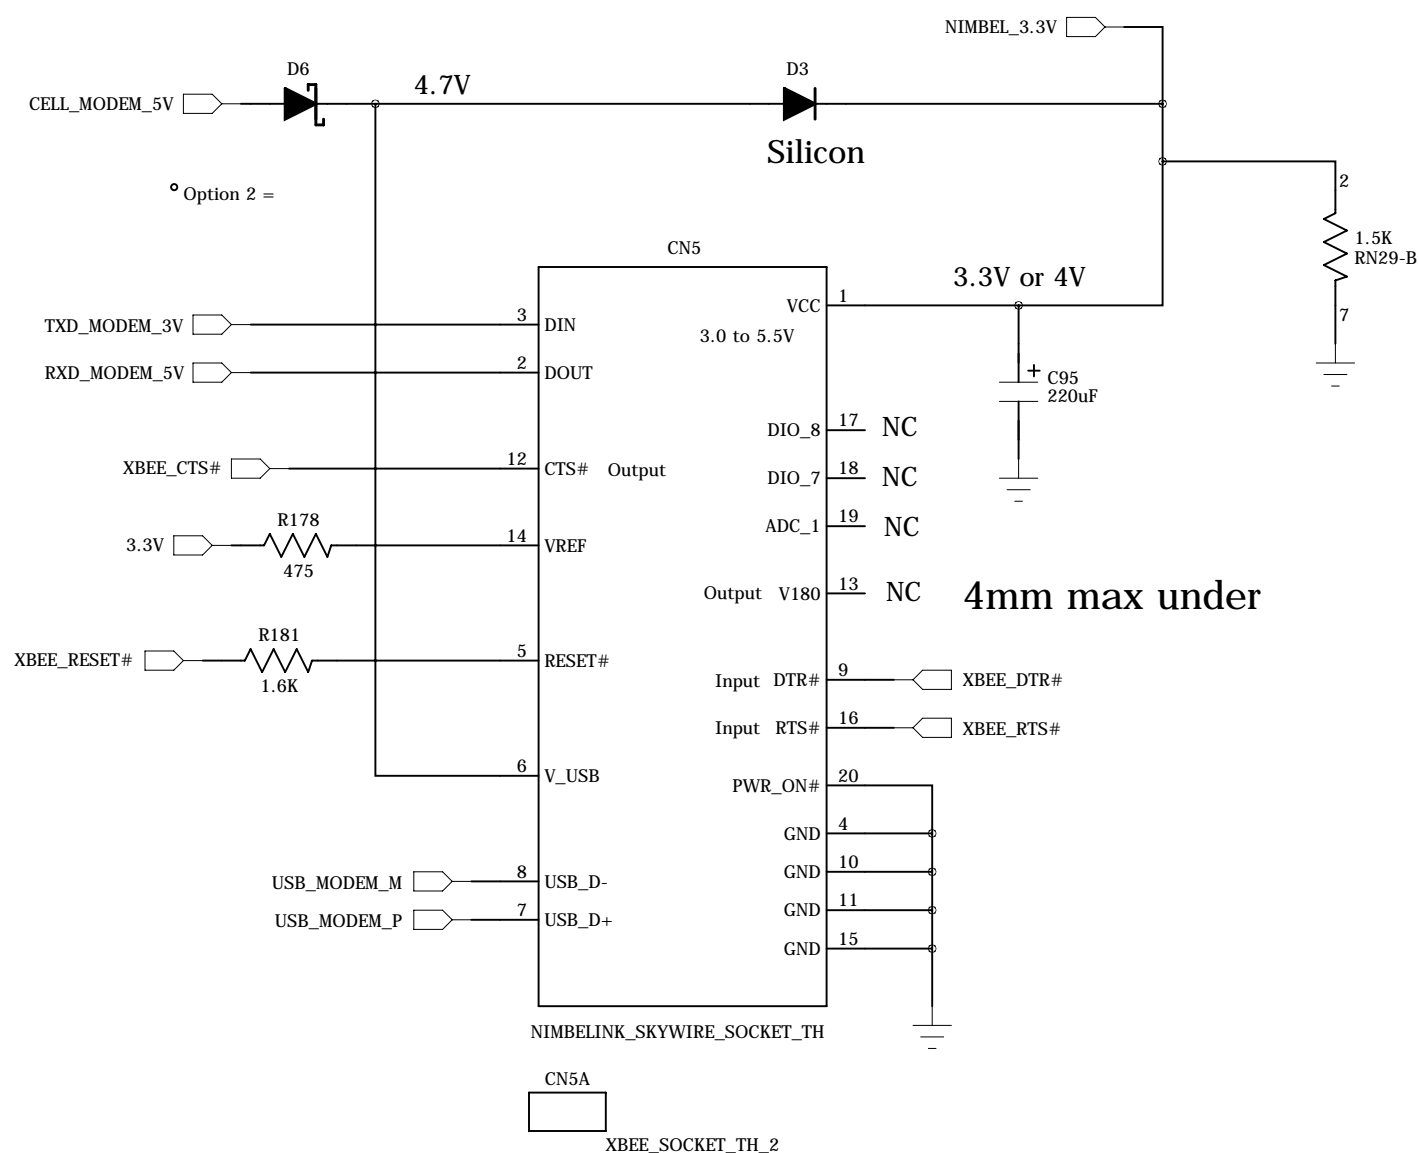 NIMBEL_3.3V
D6
4.7V
D3
CELL_MODEM_5V
Silicon
Option 2 =
2
1.5K
RN29-B
7
CN5
3.3V or 4V
VCC
1
3.0 to 5.5V
TXD_MODEM_3V
3
DIN
RXD_MODEM_5V
2
DOUT
+
C95
220uF
DIO_8
17
NC
XBEE_CTS#
12
CTS#
Output
DIO_7
18
NC
R178
ADC_1
19
NC
3.3V
14
VREF
475
Output
V180
13
NC
4mm max under
R181
XBEE_RESET#
5
RESET#
1.6K
Input
DTR#
9
XBEE_DTR#
Input
RTS#
16
XBEE_RTS#
6
V_USB
PWR_ON#
20
GND
4
GND
10
USB_MODEM_M
8
USB_D-
GND
11
USB_MODEM_P
7
USB_D+
GND
15
NIMBELINK_SKYWIRE_SOCKET_TH
CN5A
XBEE_SOCKET_TH_2